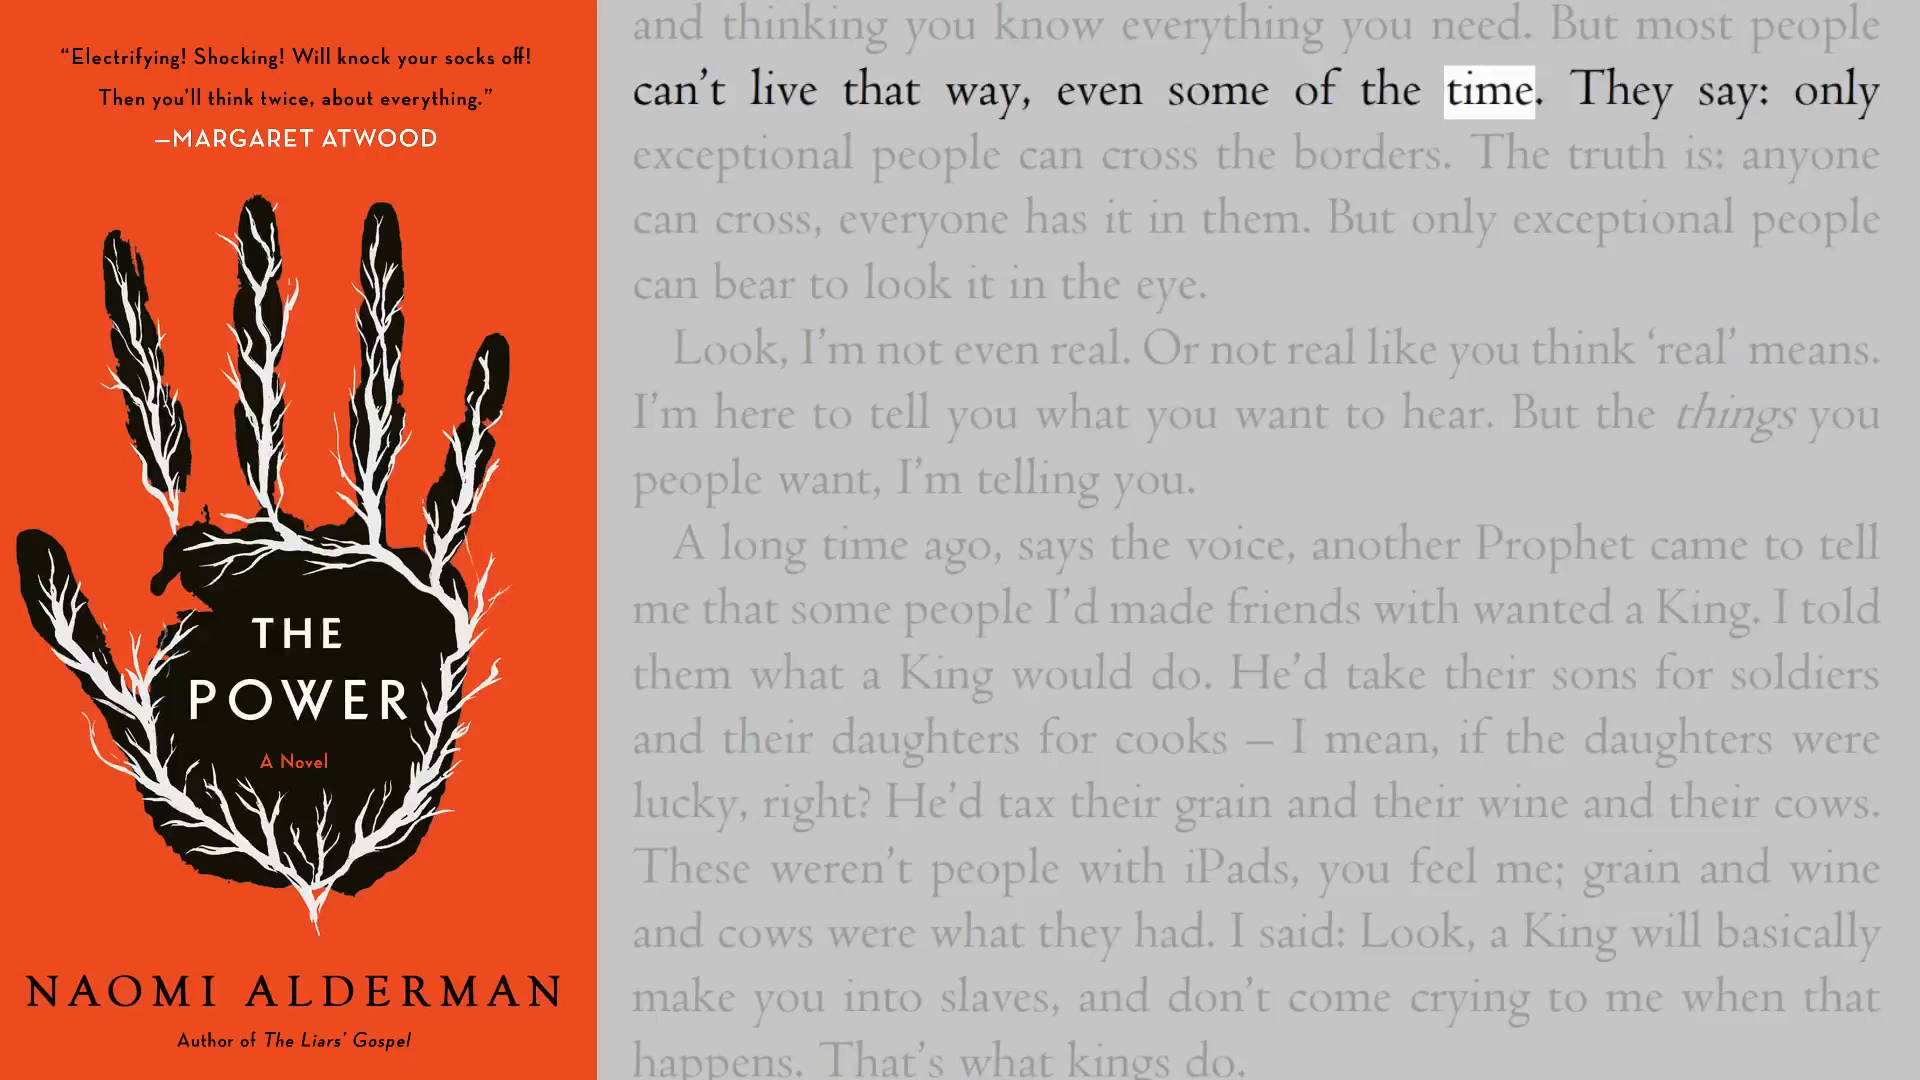 “Electrifying! Shocking! Will knock your socks off!
Then you’ll think twice, about everything.”
—MARGARET ATWOOD
THE
POWER
A Novel
NAOMI ALDERMAN
Author of The Liars’ Gospel
and thinking you know everything you need. But most people
can’t live that way, even some of the time. They say: only
exceptional people can cross the borders. The truth is: anyone
can cross, everyone has it in them. But only exceptional people
can bear to look it in the eye.
Look, I’m not even real. Or not real like you think ‘real’ means.
I’m here to tell you what you want to hear. But the things you
people want, I’m telling you.
A long time ago, says the voice, another Prophet came to tell
me that some people I’d made friends with wanted a King. I told
them what a King would do. He’d take their sons for soldiers
and their daughters for cooks – I mean, if the daughters were
lucky, right? He’d tax their grain and their wine and their cows.
These weren’t people with iPads, you feel me; grain and wine
and cows were what they had. I said: Look, a King will basically
make you into slaves, and don’t come crying to me when that
happens. That’s what kings do.